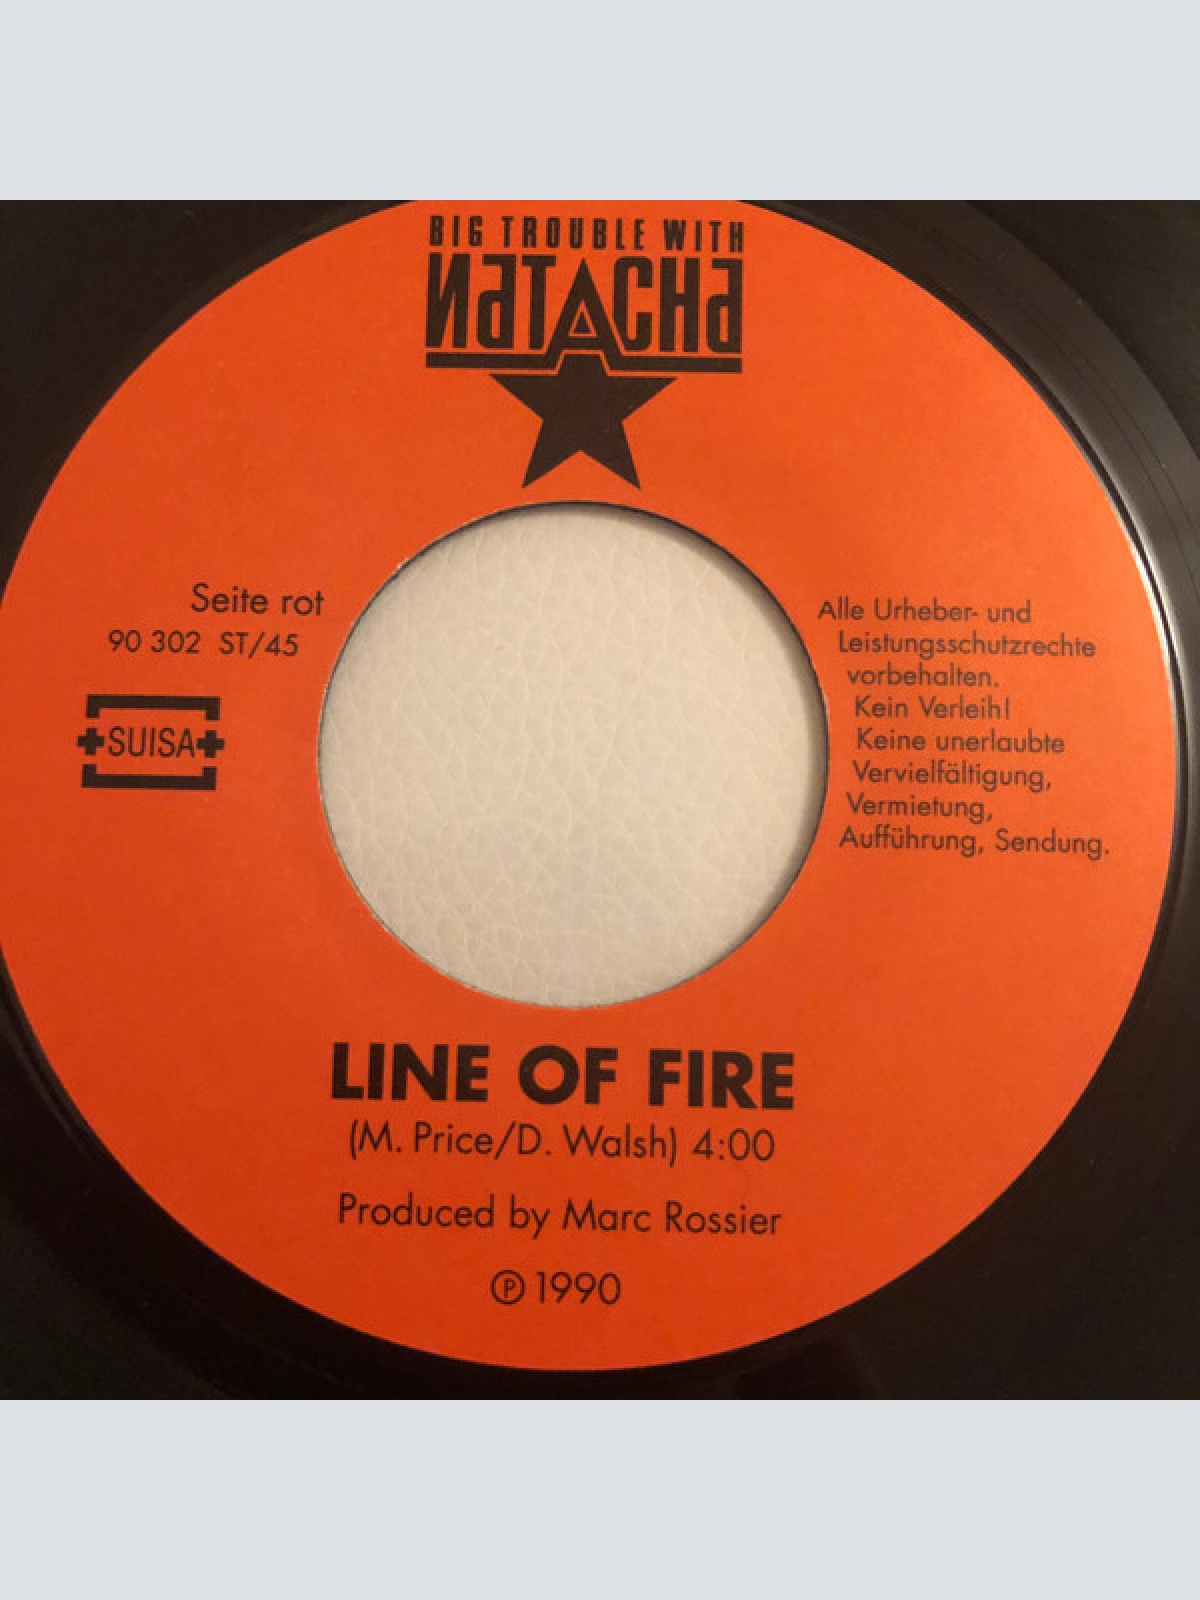 BIG TROUBLE WITH
NATACHA
Seite rot
90 302 ST/45
+SUISA+
Alle Urheber- und
Leistungsschutzrechte
vorbehalten.
Kein Verleih!
Keine unerlaubte
Vervielfältigung,
Vermietung,
Aufführung, Sendung.
LINE OF FIRE
(M. Price/D. Walsh) 4:00
Produced by Marc Rossier
℗ 1990